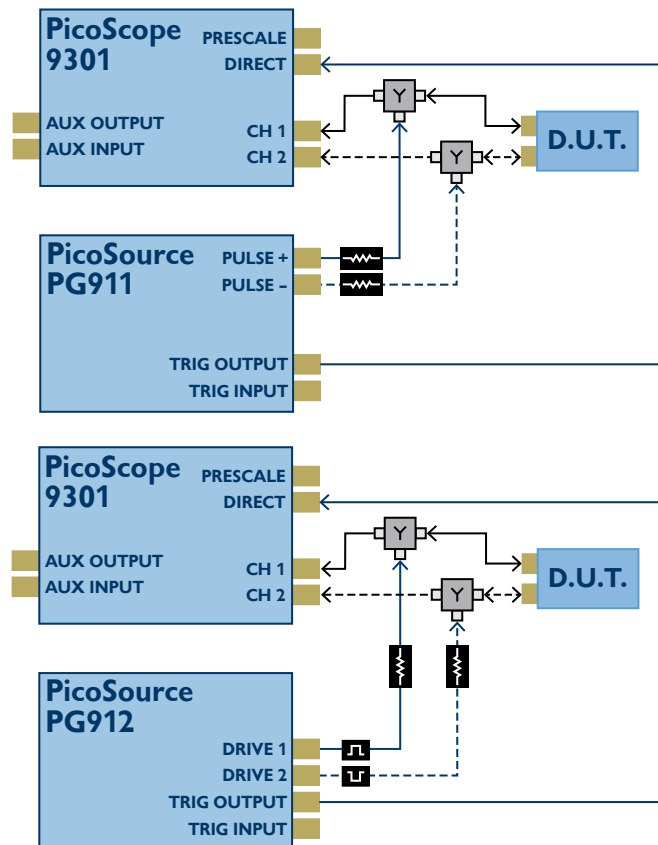 PicoScope
9301
PRESCALE
DIRECT
AUX OUTPUT
AUX INPUT
CH 1
CH 2
Y
Y
D.U.T.
PicoSource
PG911
PULSE +
PULSE –
TRIG OUTPUT
TRIG INPUT
PicoScope
9301
PRESCALE
DIRECT
AUX OUTPUT
AUX INPUT
CH 1
CH 2
Y
Y
D.U.T.
PicoSource
PG912
DRIVE 1
DRIVE 2
TRIG OUTPUT
TRIG INPUT